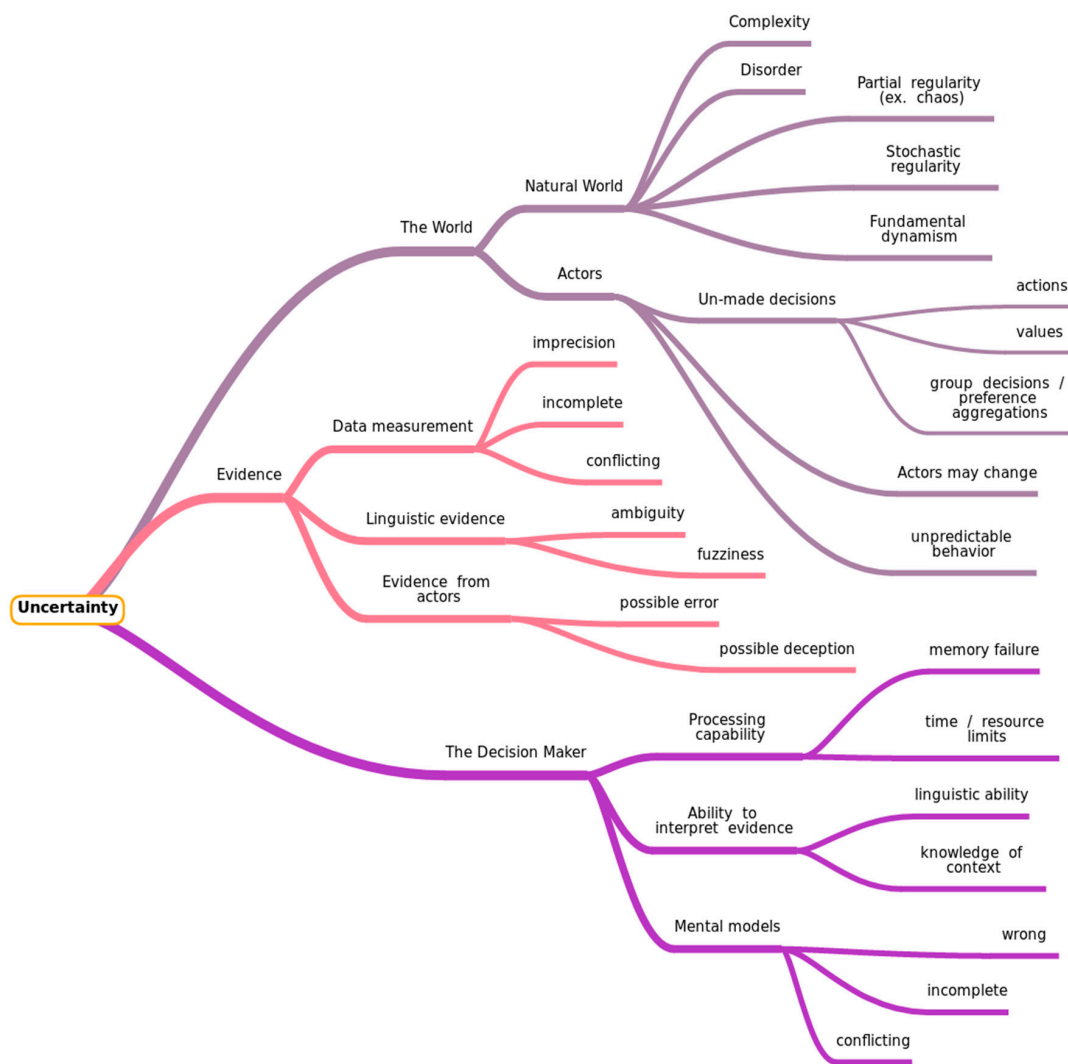 Complexity
Disorder
Partial regularity
(ex. chaos)
Stochastic
regularity
Natural World
Fundamental
dynamism
The World
Actors
Un-made decisions
actions
values
group decisions /
preference
aggregations
Actors may change
unpredictable
behavior
imprecision
incomplete
Data measurement
conflicting
Evidence
Linguistic evidence
ambiguity
fuzziness
Evidence from
actors
possible error
possible deception
Uncertainty
memory failure
Processing
capability
time / resource
limits
The Decision Maker
linguistic ability
Ability to
interpret evidence
knowledge of
context
Mental models
wrong
incomplete
conflicting